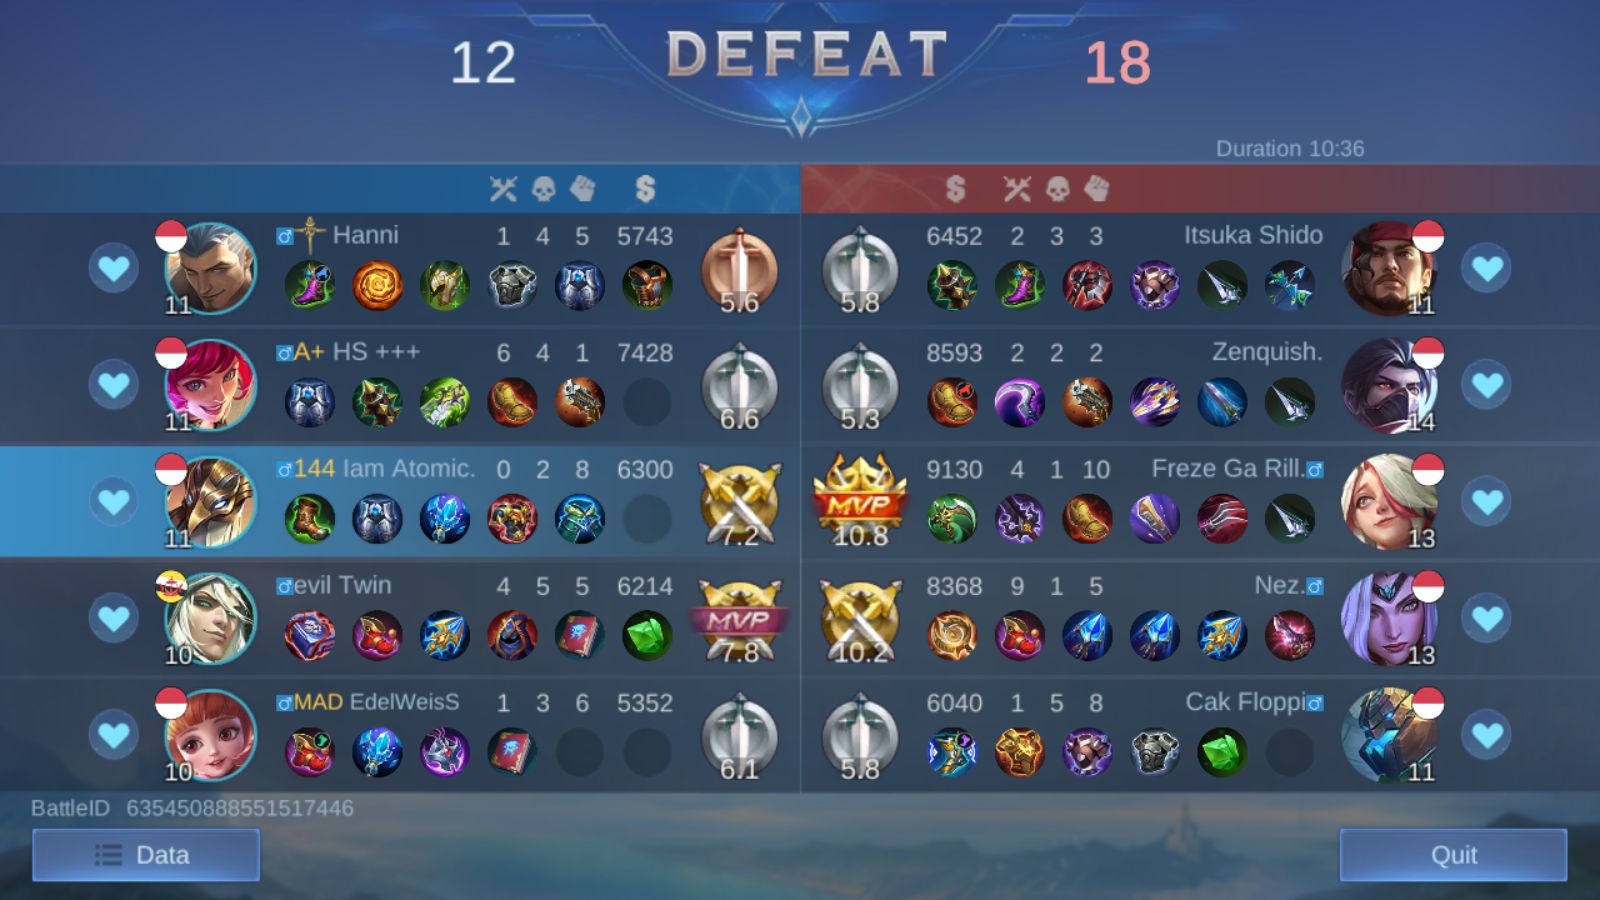 12 DEFEAT 18
Duration 10:36
Hanni 1 4 5 5743
11 5.6
6452 2 3 3 Itsuka Shido
5.8 11
A+ HS +++ 6 4 1 7428
11 6.6
8593 2 2 2 Zenquish.
5.3 14
144 Iam Atomic. 0 2 8 6300
11 7.2
9130 4 1 10 Freze Ga Rill.
MVP
10.8 13
evil Twin 4 5 5 6214
MVP
10 7.8
8368 9 1 5 Nez.
10.2 13
MAD EdelWeisS 1 3 6 5352
10 6.1
6040 1 5 8 Cak Floppi
5.8 11
BattleID 635450888551517446
Data
Quit